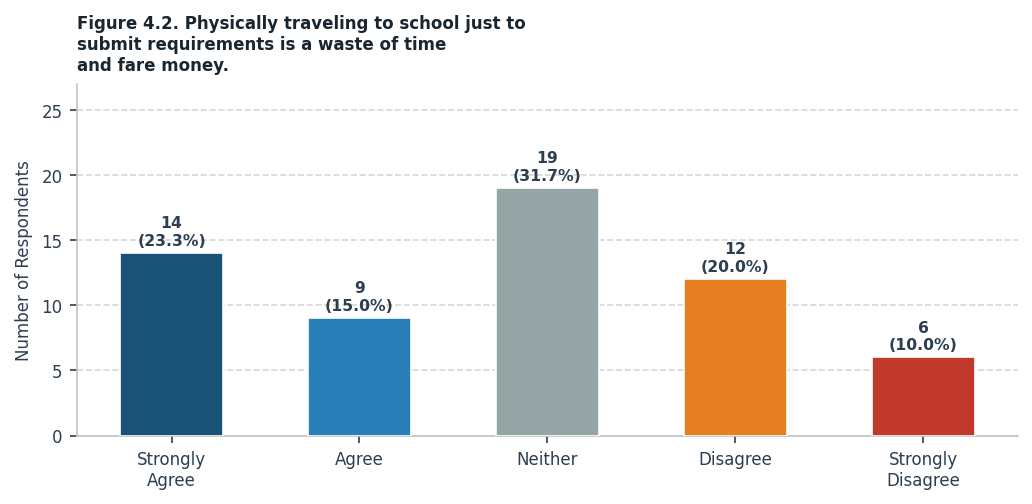 Figure 4.2. Physically traveling to school just to
submit requirements is a waste of time
and fare money.
Number of Respondents
25
20
15
10
5
0
14
(23.3%)
9
(15.0%)
19
(31.7%)
12
(20.0%)
6
(10.0%)
Strongly
Agree
Agree
Neither
Disagree
Strongly
Disagree